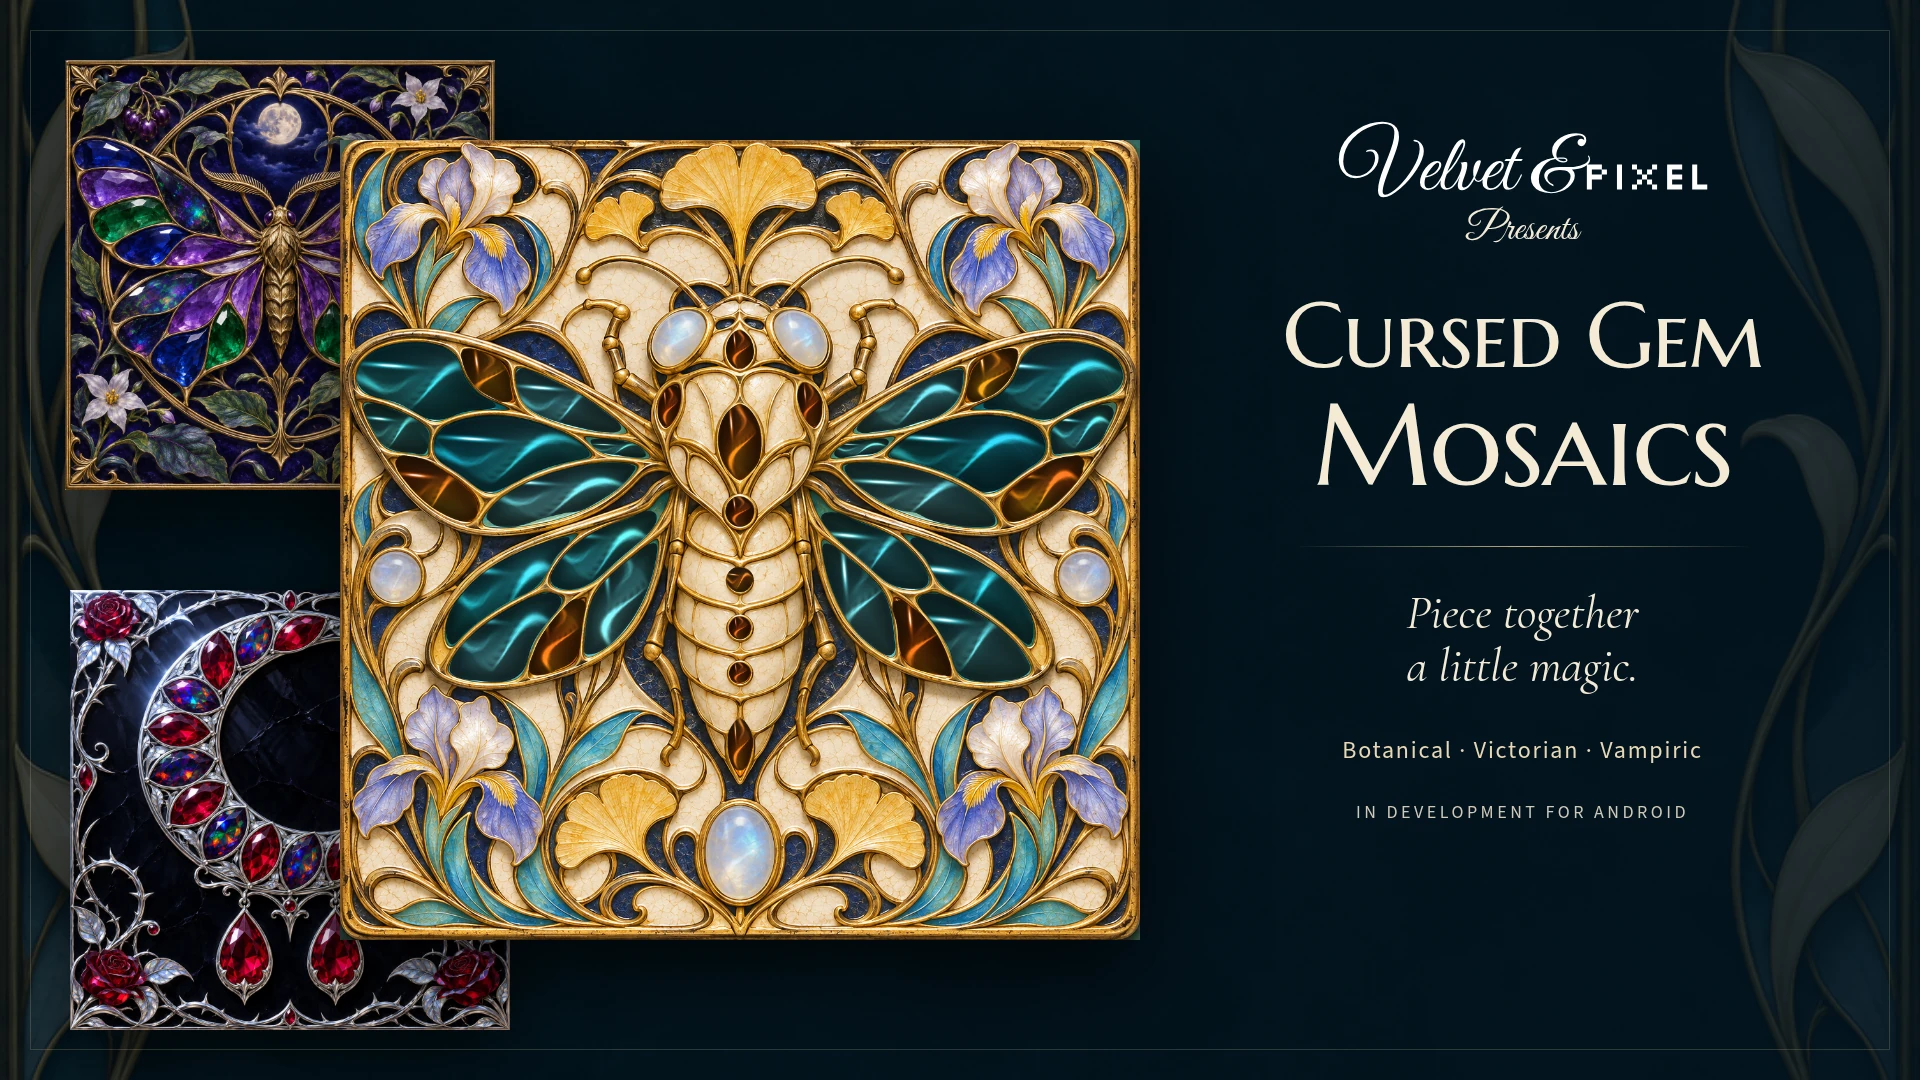 Velvet & PIXEL
Presents
Cursed Gem
Mosaics
Piece together
a little magic.
Botanical · Victorian · Vampiric
IN DEVELOPMENT FOR ANDROID